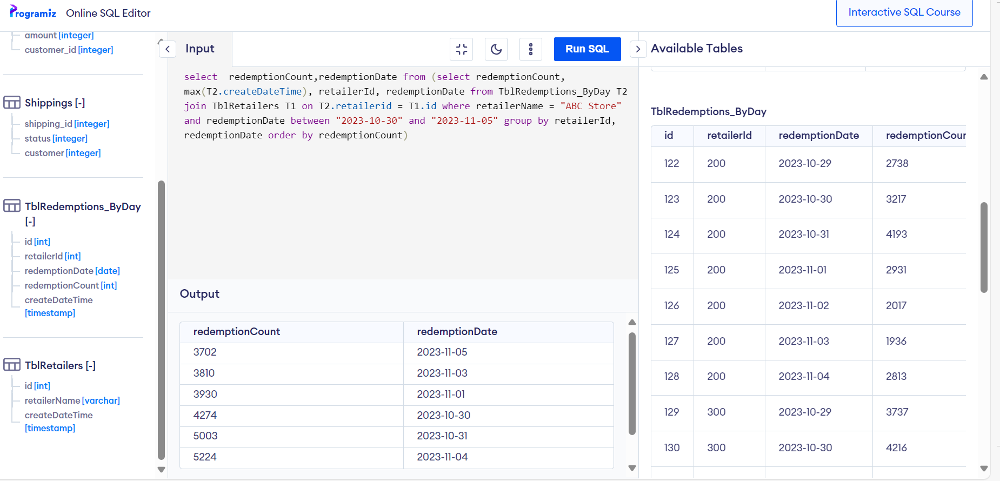 Programiz Online SQL Editor
Interactive SQL Course
amount [integer]
customer_id [integer]
Shippings [-]
shipping_id [integer]
status [integer]
customer [integer]
TblRedemptions_ByDay
[-]
id [int]
retailerId [int]
redemptionDate [date]
redemptionCount [int]
createDateTime
[timestamp]
TblRetailers [-]
id [int]
retailerName [varchar]
createDateTime
[timestamp]
Input
Run SQL
select  redemptionCount,redemptionDate from (select redemptionCount,
max(T2.createDateTime), retailerId, redemptionDate from TblRedemptions_ByDay T2
join TblRetailers T1 on T2.retailerid = T1.id where retailerName = "ABC Store"
and redemptionDate between "2023-10-30" and "2023-11-05" group by retailerId,
redemptionDate order by redemptionCount)
Output
redemptionCount redemptionDate
3702 2023-11-05
3810 2023-11-03
3930 2023-11-01
4274 2023-10-30
5003 2023-10-31
5224 2023-11-04
Available Tables
TblRedemptions_ByDay
id retailerId redemptionDate redemptionCour
122 200 2023-10-29 2738
123 200 2023-10-30 3217
124 200 2023-10-31 4193
125 200 2023-11-01 2931
126 200 2023-11-02 2017
127 200 2023-11-03 1936
128 200 2023-11-04 2813
129 300 2023-10-29 3737
130 300 2023-10-30 4216